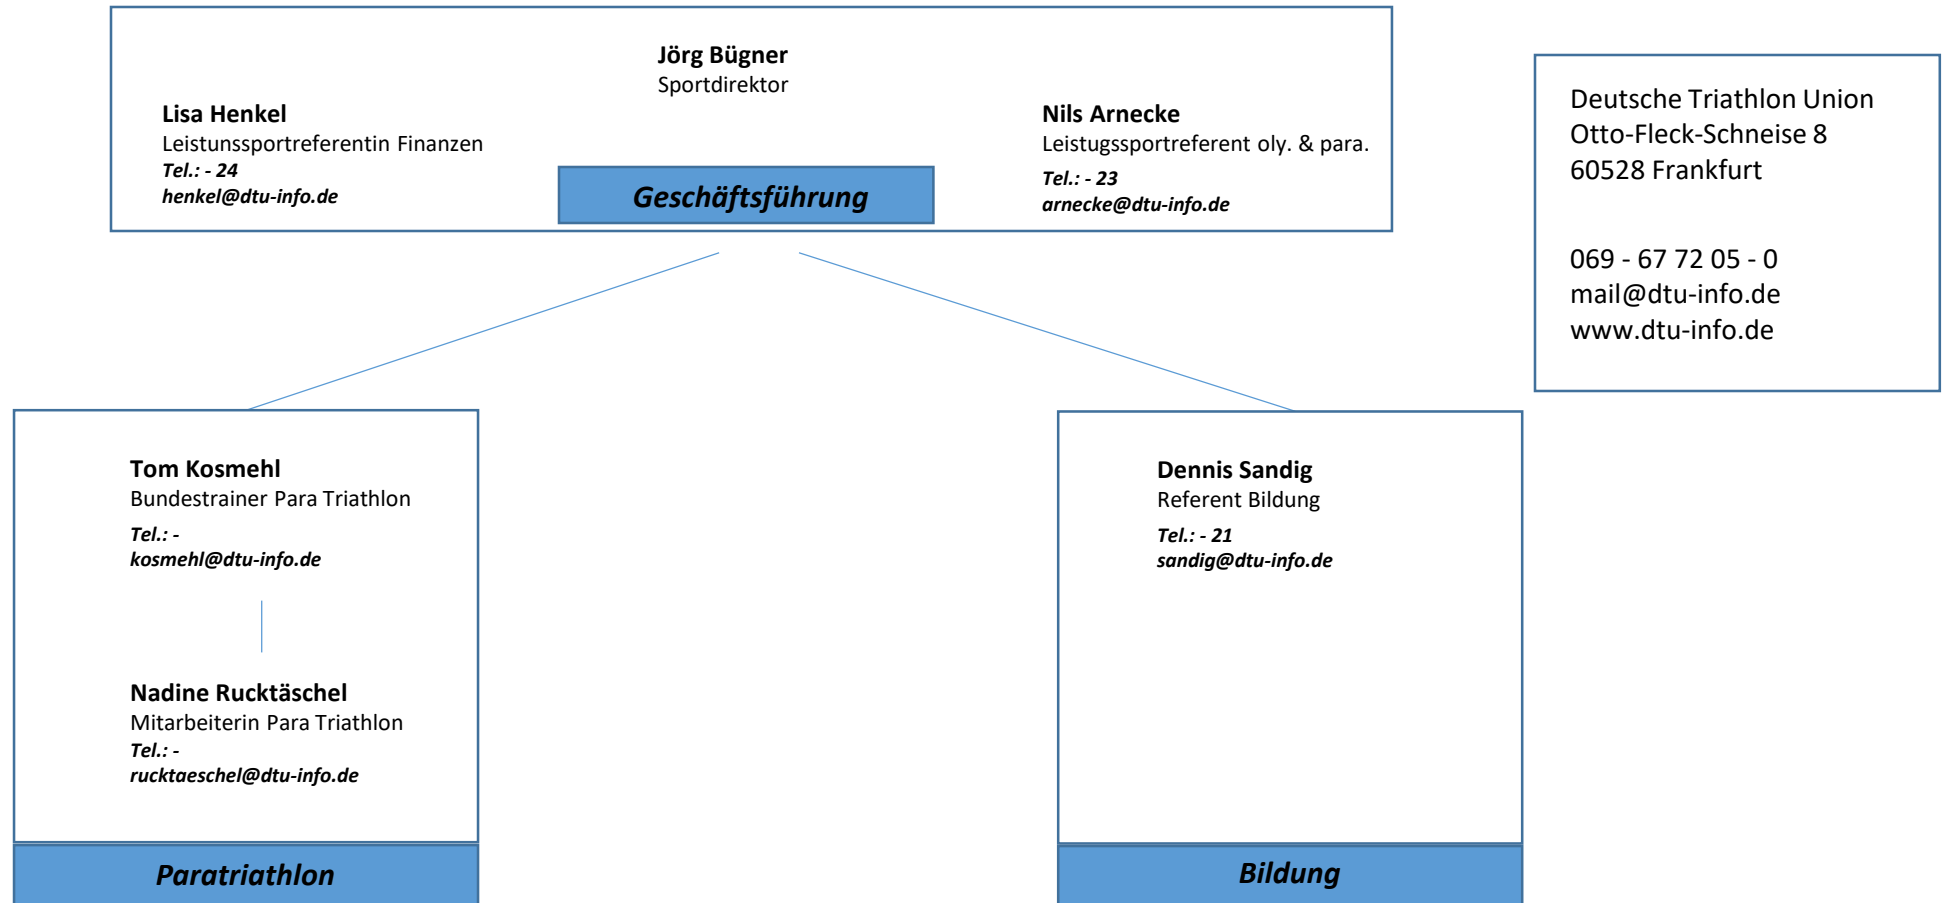 Jörg Bügner
Sportdirektor
Lisa Henkel
Leistunssportreferentin Finanzen
Tel.: - 24
henkel@dtu-info.de
Geschäftsführung
Nils Arnecke
Leistugssportreferent oly. & para.
Tel.: - 23
arnecke@dtu-info.de
Deutsche Triathlon Union
Otto-Fleck-Schneise 8
60528 Frankfurt
069 - 67 72 05 - 0
mail@dtu-info.de
www.dtu-info.de
Tom Kosmehl
Bundestrainer Para Triathlon
Tel.: -
kosmehl@dtu-info.de
Nadine Rucktäschel
Mitarbeiterin Para Triathlon
Tel.: -
rucktaeschel@dtu-info.de
Paratriathlon
Dennis Sandig
Referent Bildung
Tel.: - 21
sandig@dtu-info.de
Bildung